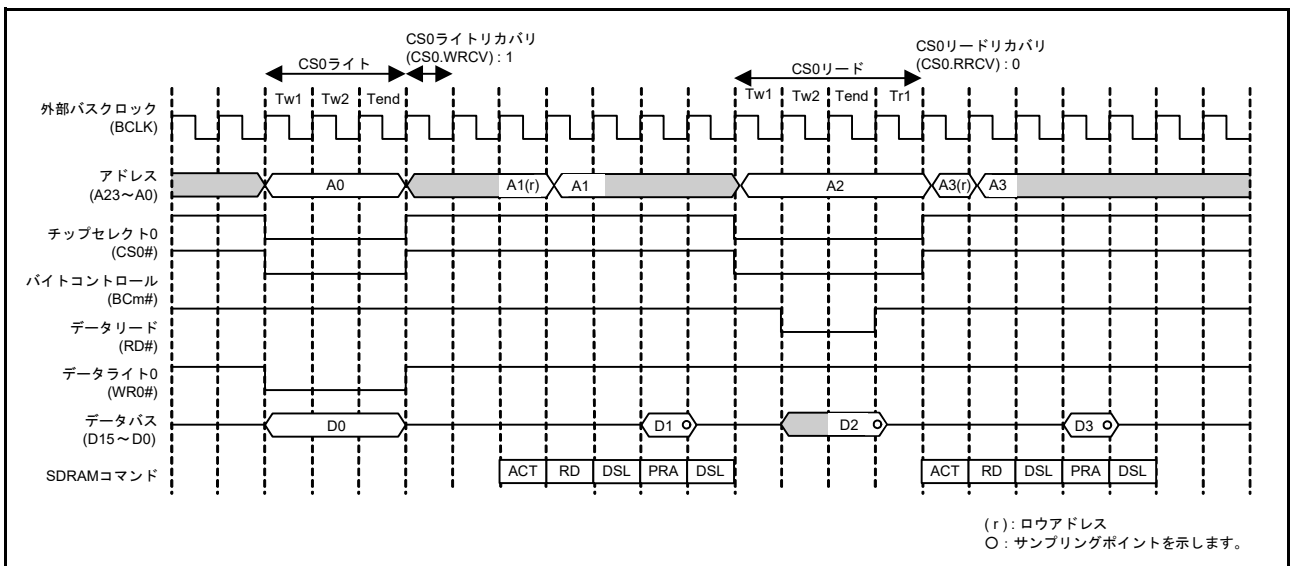 CS0ライトリカバリ
(CS0.WRCV) : 1
CS0リードリカバリ
(CS0.RRCV) : 0
CS0ライト
CS0リード
Tw1 Tw2 Tend
Tw1 Tw2 Tend Tr1
外部バスクロック
(BCLK)
アドレス
(A23～A0)
A0 A1(r) A1 A2 A3(r) A3
チップセレクト0
(CS0#)
バイトコントロール
(BCm#)
データリード
(RD#)
データライト0
(WR0#)
データバス
(D15～D0)
D0 D1 D2 D3
SDRAMコマンド
ACT RD DSL PRA DSL
ACT RD DSL PRA DSL
( r ) : ロウアドレス
○ : サンプリングポイントを示します。